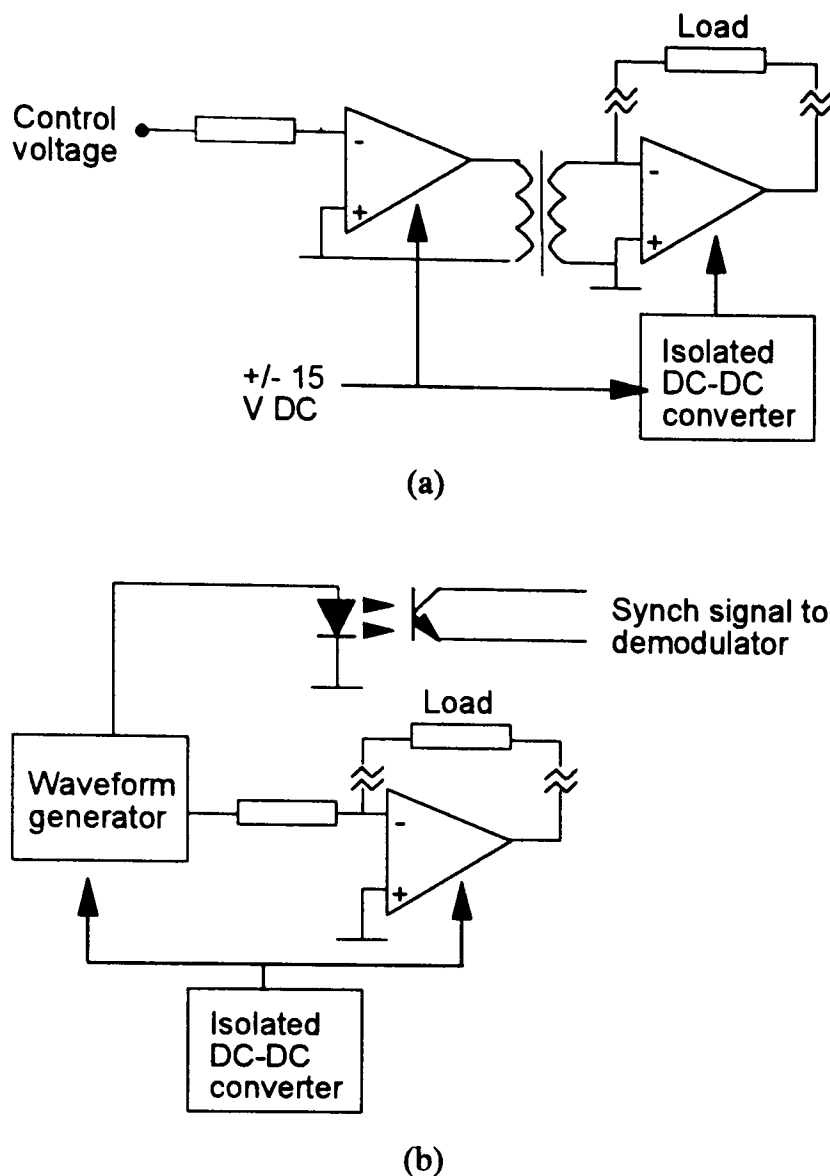 Load
Control
voltage
-
+
-
+
+/- 15
V DC
Isolated
DC-DC
converter
(a)
Synch signal to
demodulator
Load
Waveform
generator
-
+
Isolated
DC-DC
converter
(b)